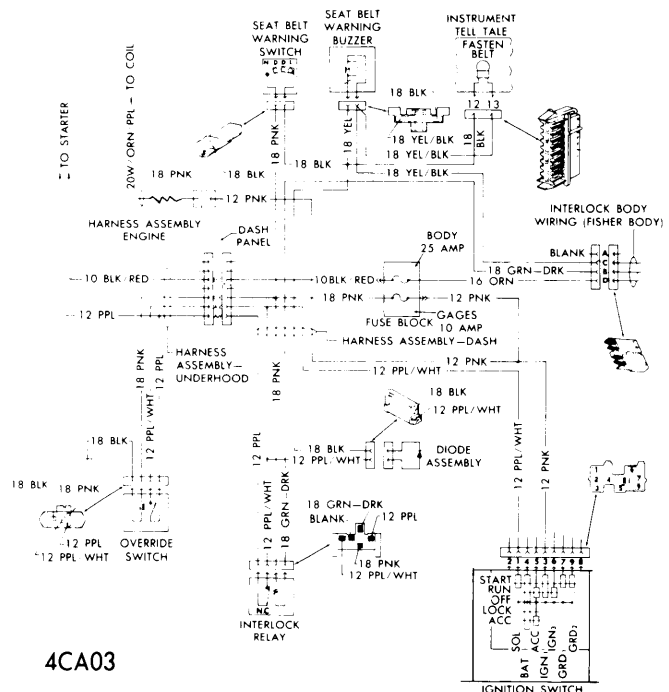 SEAT BELT
WARNING
SWITCH
SEAT BELT
WARNING
BUZZER
INSTRUMENT
TELL TALE
FASTEN
BELT
N D D L
12 13
TO STARTER
20W/ORN PPL – TO COIL
18 PNK
18 YEL
18 YEL/BLK
18 BLK
18 YEL/BLK
18 YEL/BLK
18 BLK
18 BLK
18 YEL/BLK
18 PNK
18 BLK
12 PNK
HARNESS ASSEMBLY
ENGINE
DASH
PANEL
INTERLOCK BODY
WIRING (FISHER BODY)
BODY
25 AMP
BLANK
18 GRN–DRK
16 ORN
A
C
B
D
10 BLK/RED
10BLK/RED
18 PNK
12 PNK
12 PPL
FUSE BLOCK
GAGES
10 AMP
HARNESS ASSEMBLY–DASH
HARNESS
ASSEMBLY–
UNDERHOOD
12 PNK
12 PPL/WHT
18 PNK
12 PPL/WHT
12 PPL
18 PNK
18 BLK
12 PPL/WHT
18 BLK
12 PPL/WHT
DIODE
ASSEMBLY
12 PPL/WHT
12 PNK
18 BLK
12 PPL
12 PPL/WHT
18 GRN–DRK
18 BLK
18 PNK
12 PPL
12 PPL WHT
OVERRIDE
SWITCH
18 GRN–DRK
BLANK
12 PPL
18 PNK
12 PPL/WHT
NC
INTERLOCK
RELAY
2 1 4 5 3 6 7 9 8
START
RUN
OFF
LOCK
ACC
SOL
BAT
ACC
IGN1
IGN3
GRD1
GRD2
IGNITION SWITCH
4CA03